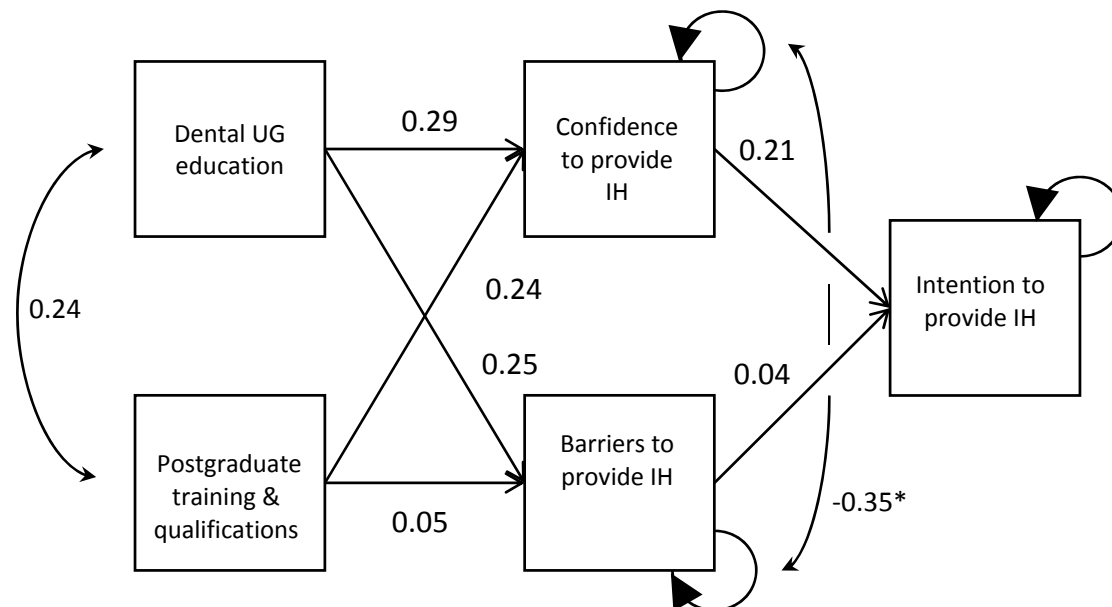 Dental UG
education
0.29
Confidence
to provide
IH
0.21
0.24
0.24
Intention to
provide IH
0.25
0.04
Postgraduate
training &
qualifications
0.05
Barriers to
provide IH
-0.35*